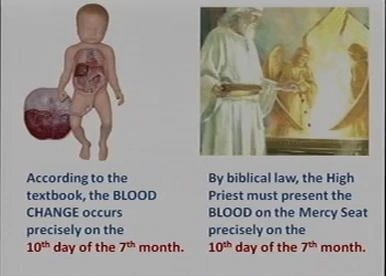 According to the
textbook, the BLOOD
CHANGE occurs
precisely on the
10th day of the 7th month.
By biblical law, the High
Priest must present the
BLOOD on the Mercy Seat
precisely on the
10th day of the 7th month.